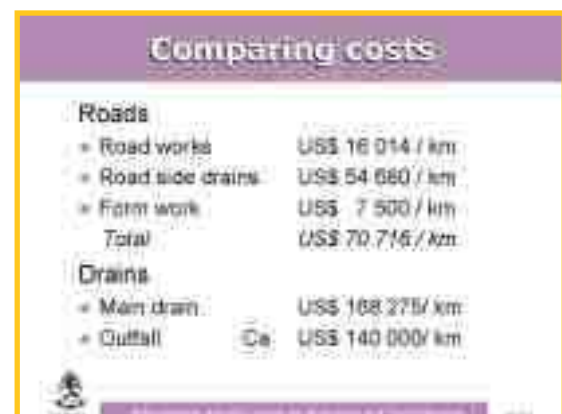 Comparing costs
Roads
Road works US$ 16 014 / km
Road side drains US$ 54 680 / km
Form work US$ 7 500 / km
Total US$ 70 716 / km
Drains
Main drain US$ 168 275/ km
Outfall Ca US$ 140 000/ km